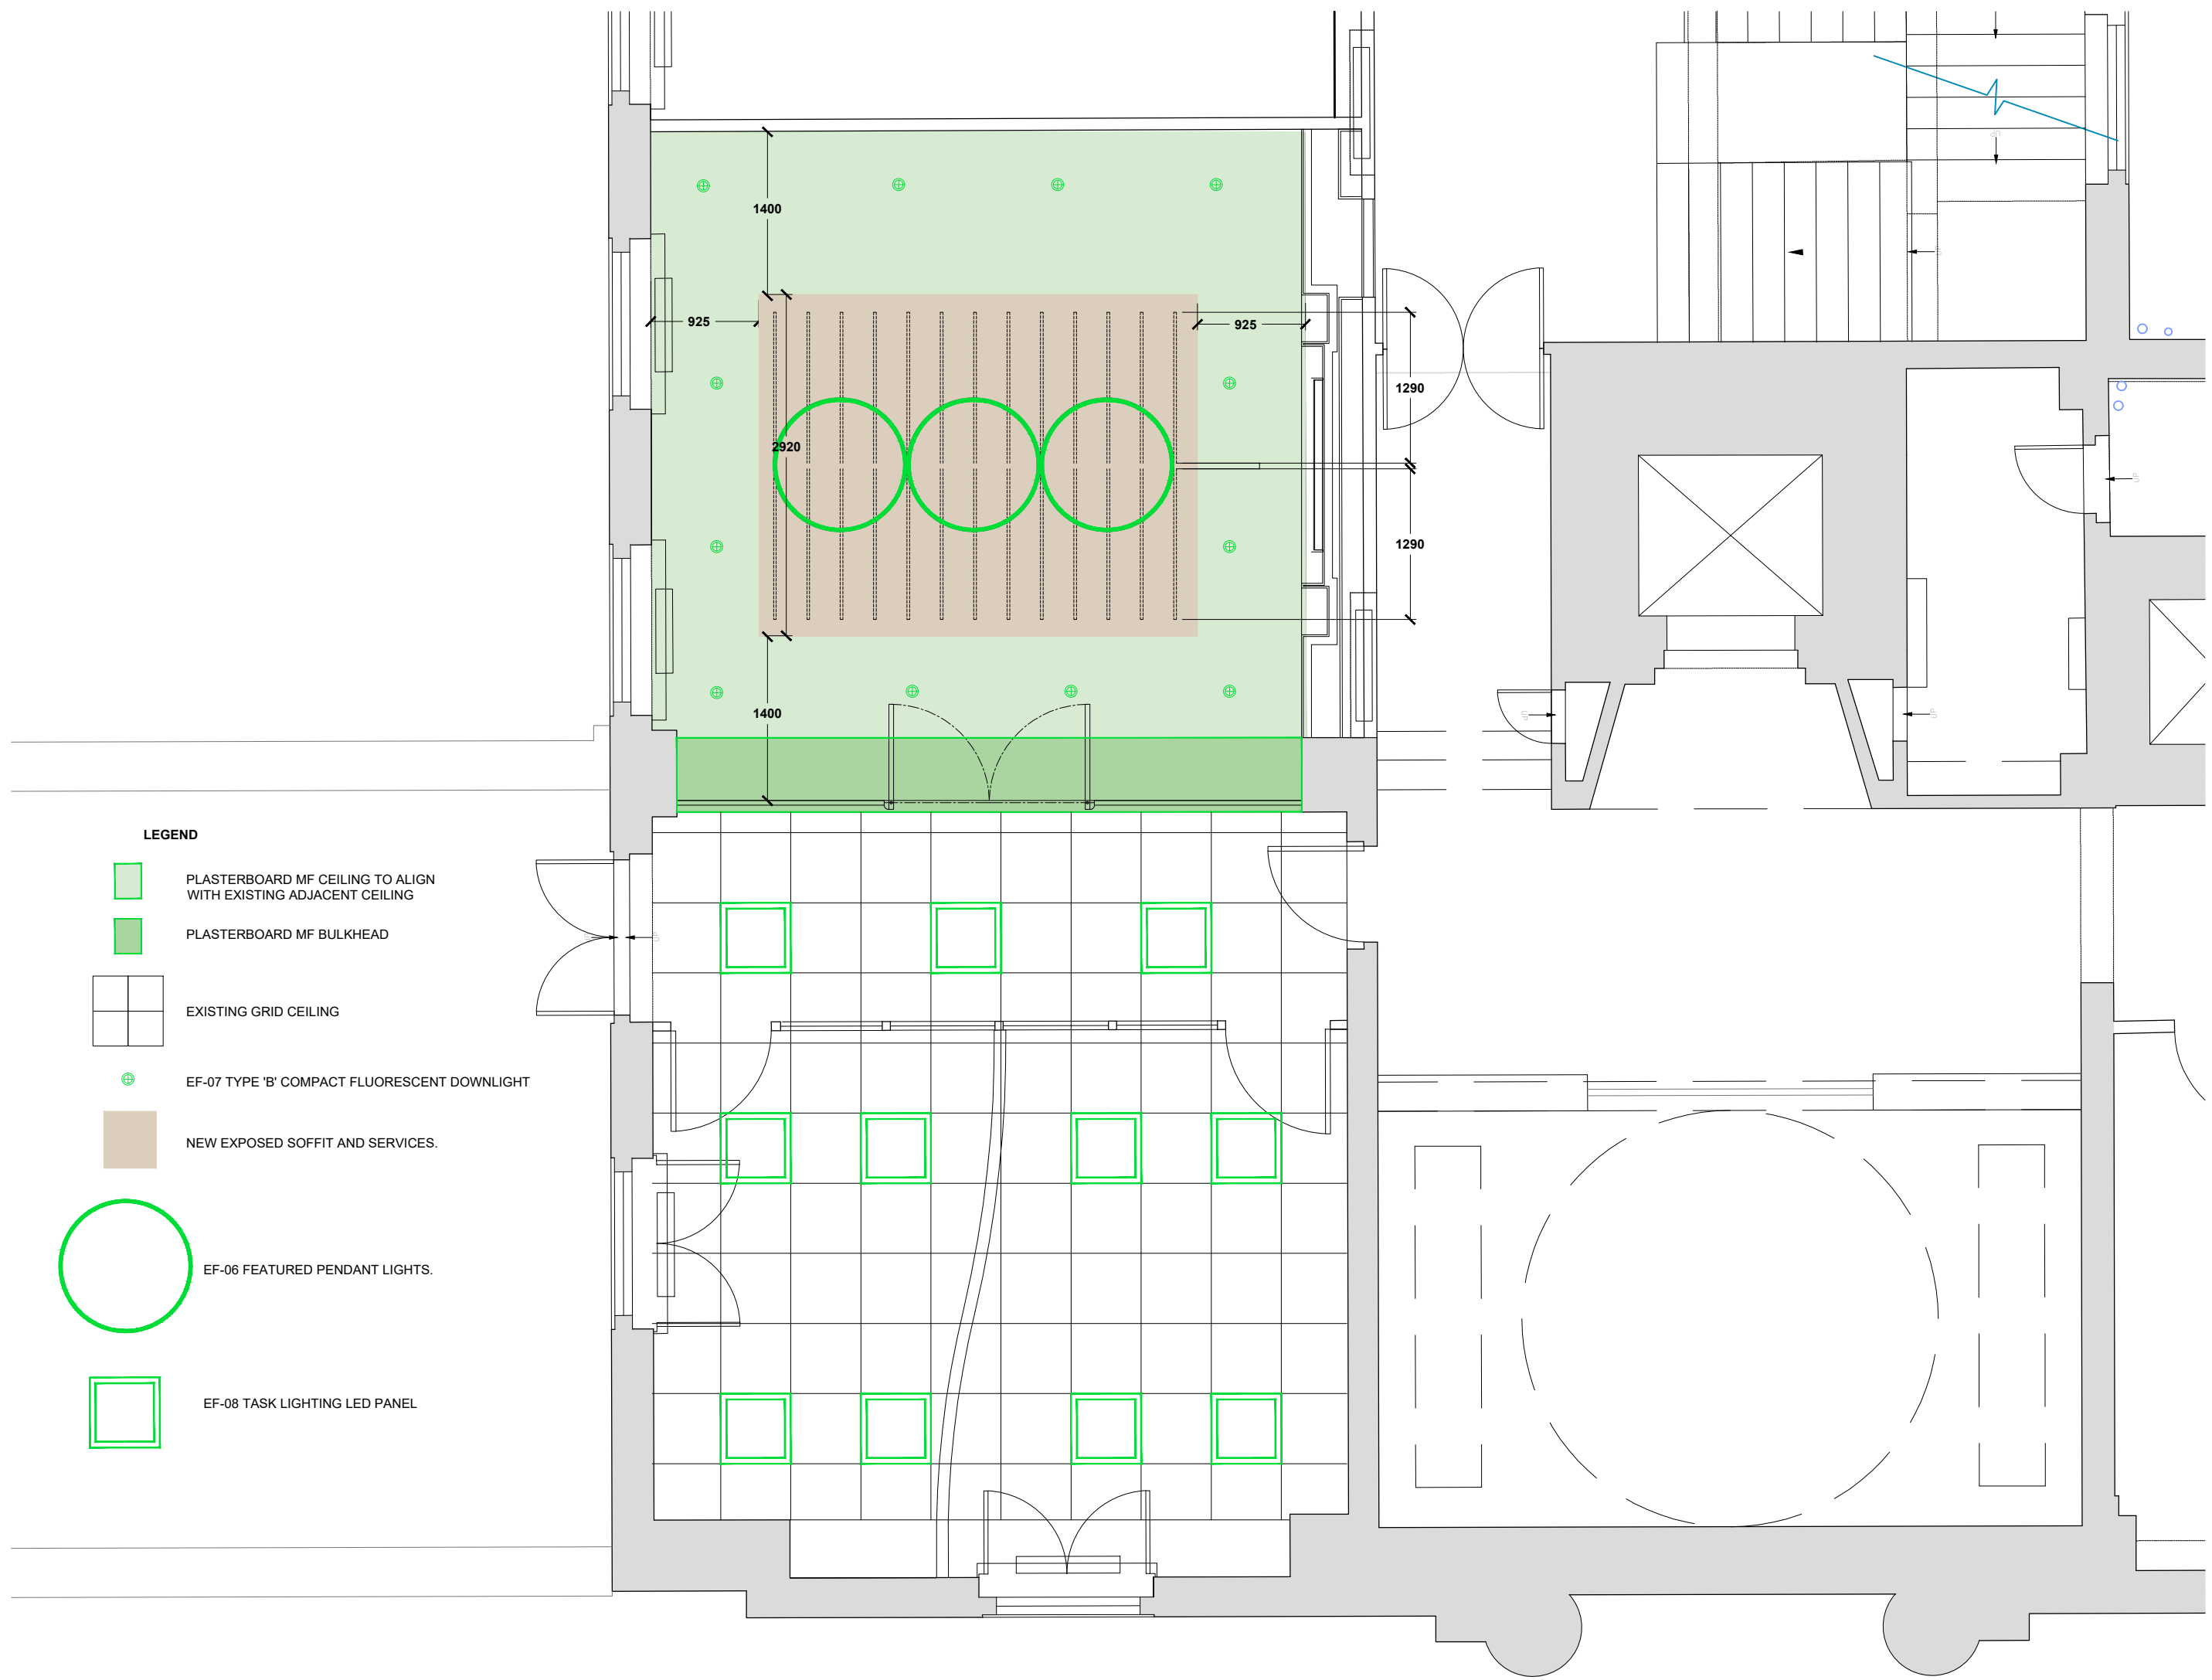 1400
925
925
1290
2920
1290
1400
LEGEND
PLASTERBOARD MF CEILING TO ALIGN
WITH EXISTING ADJACENT CEILING
PLASTERBOARD MF BULKHEAD
EXISTING GRID CEILING
EF-07 TYPE 'B' COMPACT FLUORESCENT DOWNLIGHT
NEW EXPOSED SOFFIT AND SERVICES.
EF-06 FEATURED PENDANT LIGHTS.
EF-08 TASK LIGHTING LED PANEL